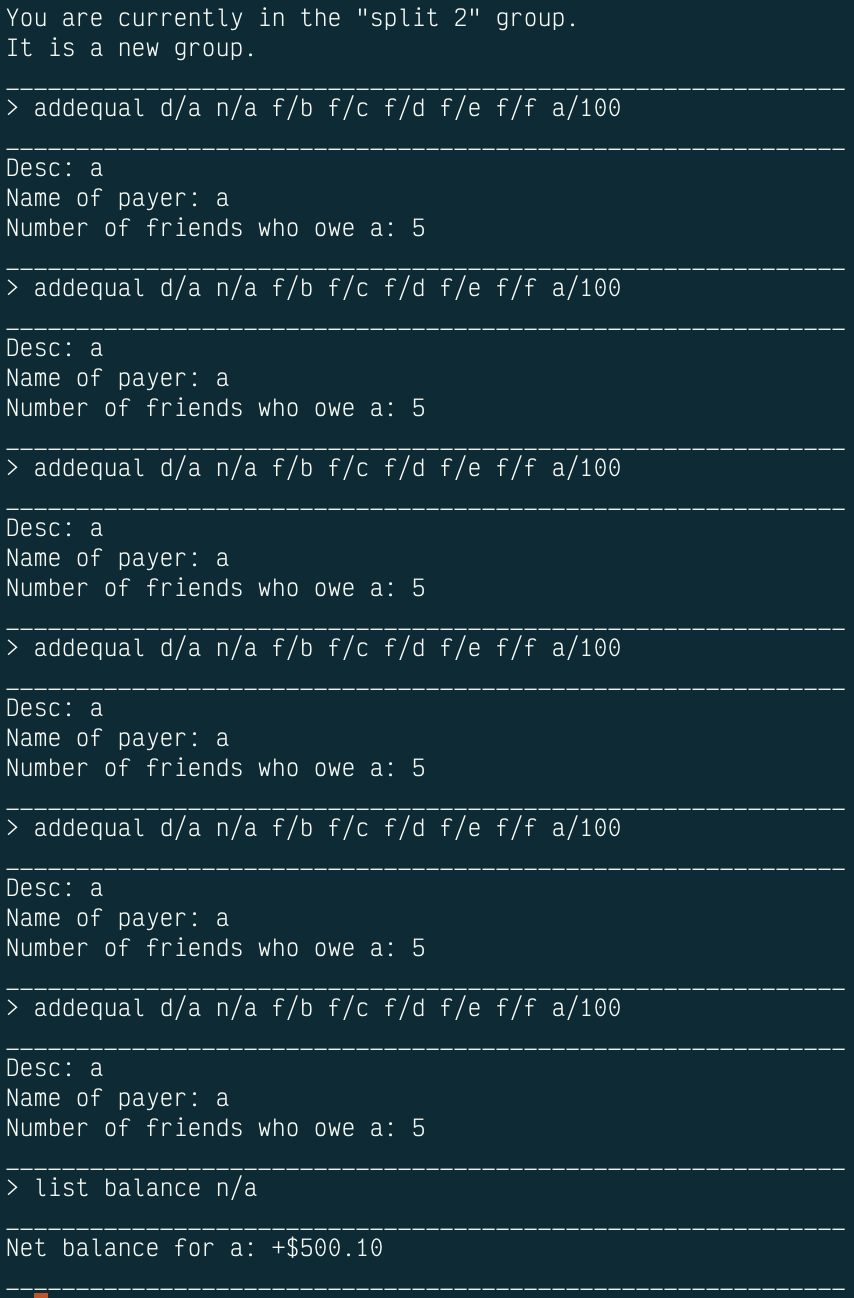 You are currently in the "split 2" group.
It is a new group.
> addequal d/a n/a f/b f/c f/d f/e f/f a/100
Desc: a
Name of payer: a
Number of friends who owe a: 5
> addequal d/a n/a f/b f/c f/d f/e f/f a/100
Desc: a
Name of payer: a
Number of friends who owe a: 5
> addequal d/a n/a f/b f/c f/d f/e f/f a/100
Desc: a
Name of payer: a
Number of friends who owe a: 5
> addequal d/a n/a f/b f/c f/d f/e f/f a/100
Desc: a
Name of payer: a
Number of friends who owe a: 5
> addequal d/a n/a f/b f/c f/d f/e f/f a/100
Desc: a
Name of payer: a
Number of friends who owe a: 5
> addequal d/a n/a f/b f/c f/d f/e f/f a/100
Desc: a
Name of payer: a
Number of friends who owe a: 5
> list balance n/a
Net balance for a: +$500.10